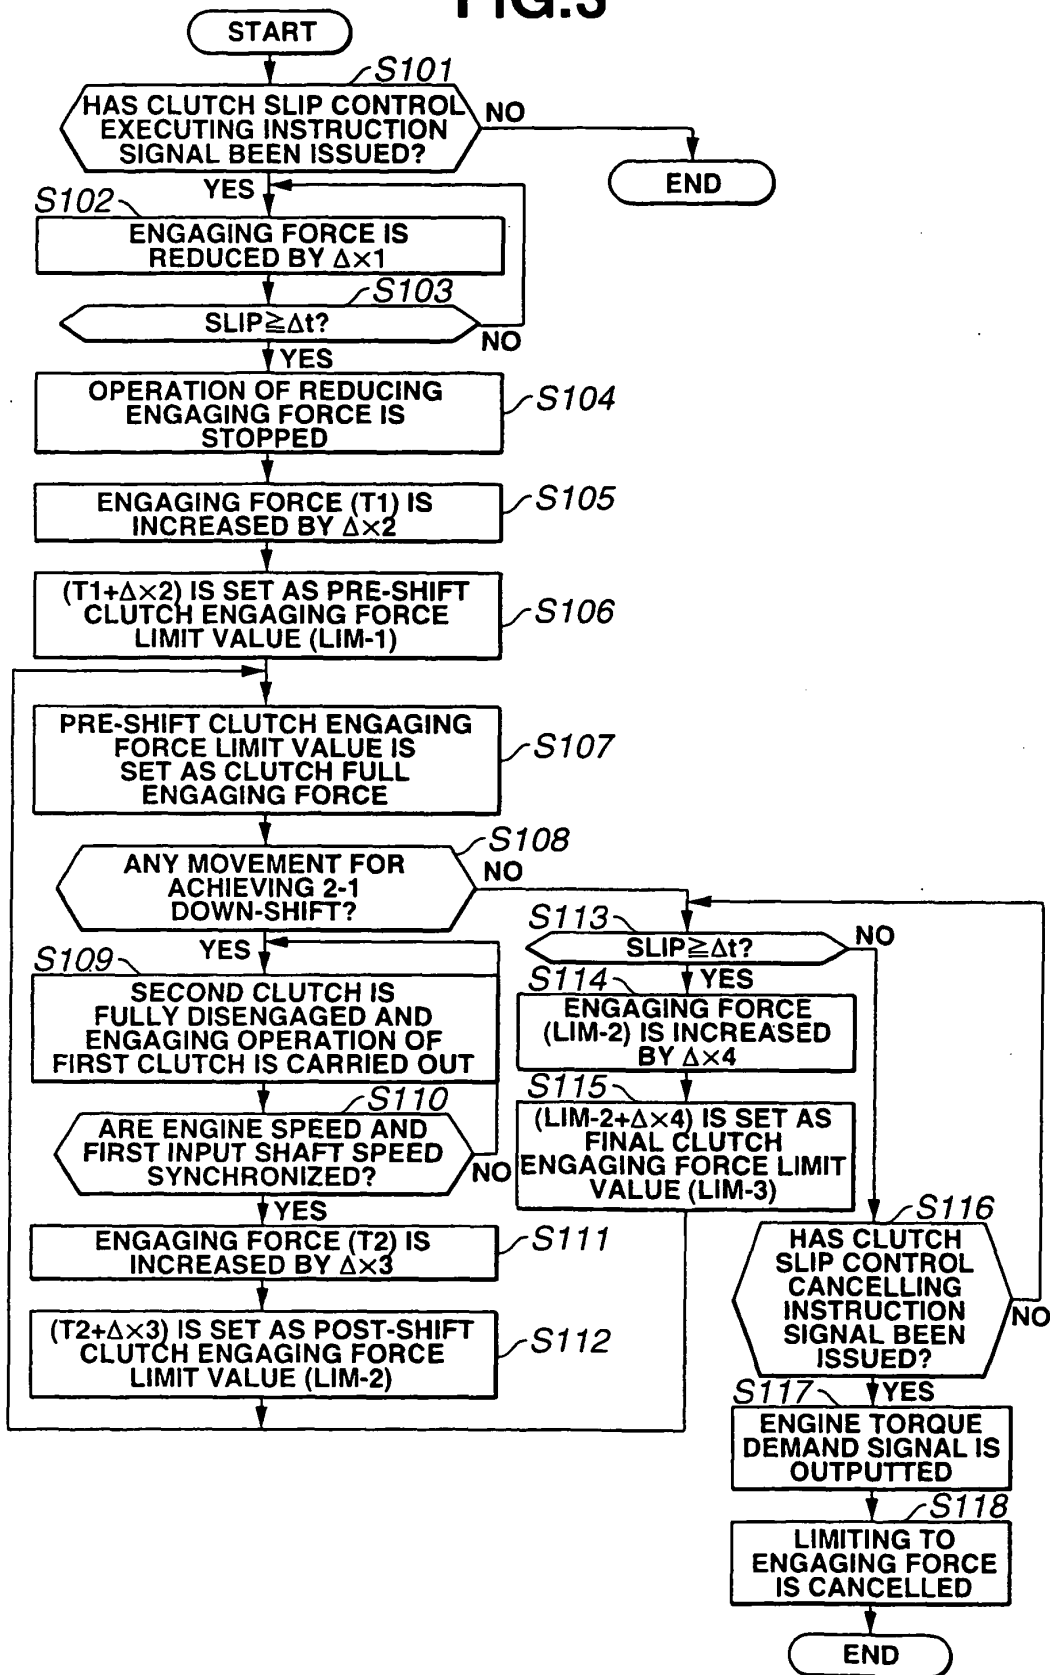 FIG.3
START
S101
HAS CLUTCH SLIP CONTROL
EXECUTING INSTRUCTION
SIGNAL BEEN ISSUED?
NO
END
YES
S102
ENGAGING FORCE IS
REDUCED BY Δ×1
S103
SLIP≧Δt?
NO
YES
OPERATION OF REDUCING
ENGAGING FORCE IS
STOPPED
S104
ENGAGING FORCE (T1) IS
INCREASED BY Δ×2
S105
(T1+Δ×2) IS SET AS PRE-SHIFT
CLUTCH ENGAGING FORCE
LIMIT VALUE (LIM-1)
S106
PRE-SHIFT CLUTCH ENGAGING
FORCE LIMIT VALUE IS
SET AS CLUTCH FULL
ENGAGING FORCE
S107
S108
ANY MOVEMENT FOR
ACHIEVING 2-1
DOWN-SHIFT?
NO
YES
S109
SECOND CLUTCH IS
FULLY DISENGAGED AND
ENGAGING OPERATION OF
FIRST CLUTCH IS CARRIED OUT
S110
ARE ENGINE SPEED AND
FIRST INPUT SHAFT SPEED
SYNCHRONIZED?
NO
YES
ENGAGING FORCE (T2) IS
INCREASED BY Δ×3
S111
(T2+Δ×3) IS SET AS POST-SHIFT
CLUTCH ENGAGING FORCE
LIMIT VALUE (LIM-2)
S112
S113
SLIP≧Δt?
NO
YES
S114
ENGAGING FORCE
(LIM-2) IS INCREASED
BY Δ×4
S115
(LIM-2+Δ×4) IS SET AS
FINAL CLUTCH
ENGAGING FORCE LIMIT
VALUE (LIM-3)
S116
HAS CLUTCH
SLIP CONTROL
CANCELLING
INSTRUCTION
SIGNAL BEEN
ISSUED?
NO
YES
S117
ENGINE TORQUE
DEMAND SIGNAL IS
OUTPUTTED
S118
LIMITING TO
ENGAGING FORCE
IS CANCELLED
END